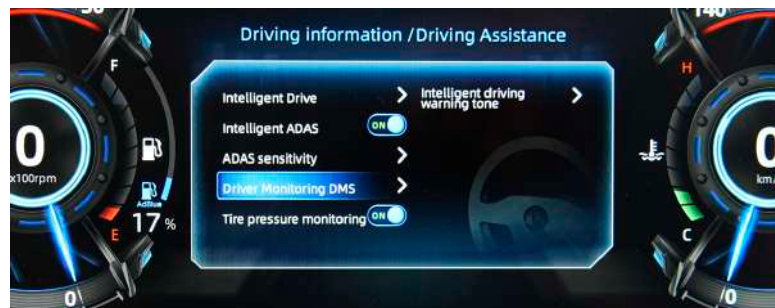 30
140
Driving information /Driving Assistance
F
H
Intelligent Drive
Intelligent driving
warning tone
Intelligent ADAS
ON
ADAS sensitivity
Driver Monitoring DMS
Tire pressure monitoring
ON
0
x100rpm
AdBlue
17 %
E
0
km/
C
0
0